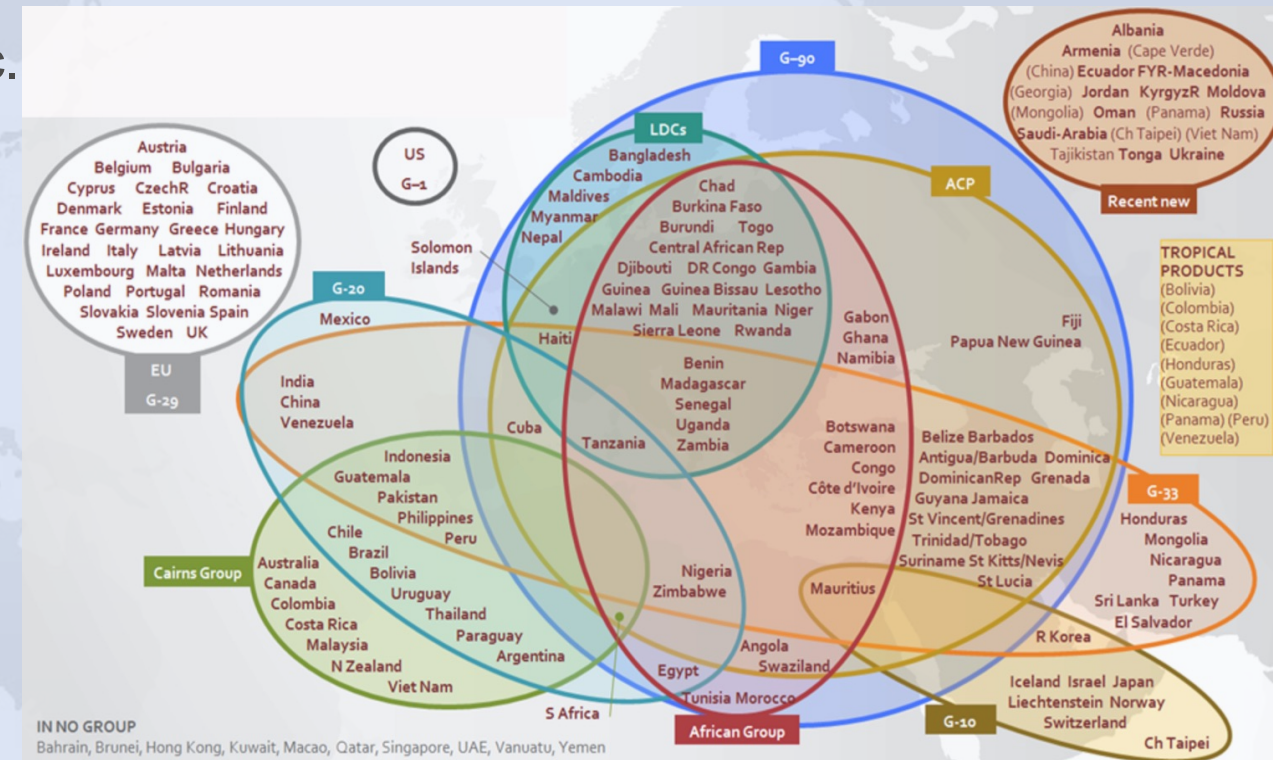 c.
G-90
Albania
Armenia (Cape Verde)
(China) Ecuador FYR-Macedonia
(Georgia) Jordan KyrgyzR Moldova
(Mongolia) Oman (Panama) Russia
Saudi-Arabia (Ch Taipei) (Viet Nam)
Tajikistan Tonga Ukraine
Recent new
Austria
Belgium Bulgaria
Cyprus CzechR Croatia
Denmark Estonia Finland
France Germany Greece Hungary
Ireland Italy Latvia Lithuania
Luxembourg Malta Netherlands
Poland Portugal Romania
Slovakia Slovenia Spain
Sweden UK
EU
G-29
US
G-1
LDCs
Bangladesh
Cambodia
Maldives
Myanmar
Nepal
Solomon
Islands
Haiti
Chad
Burkina Faso
Burundi Togo
Central African Rep
Djibouti DR Congo Gambia
Guinea Guinea Bissau Lesotho
Malawi Mali Mauritania Niger
Sierra Leone Rwanda
Benin
Madagascar
Senegal
Uganda
Zambia
Tanzania
ACP
Gabon
Ghana
Namibia
Fiji
Papua New Guinea
TROPICAL
PRODUCTS
(Bolivia)
(Colombia)
(Costa Rica)
(Ecuador)
(Honduras)
(Guatemala)
(Nicaragua)
(Panama) (Peru)
(Venezuela)
G-20
Mexico
India
China
Venezuela
Cuba
Indonesia
Guatemala
Pakistan
Philippines
Peru
Chile
Brazil
Bolivia
Uruguay
Thailand
Paraguay
Argentina
Cairns Group
Australia
Canada
Colombia
Costa Rica
Malaysia
N Zealand
Viet Nam
S Africa
Botswana
Cameroon
Congo
Côte d'Ivoire
Kenya
Mozambique
Belize Barbados
Antigua/Barbuda Dominica
DominicanRep Grenada
Guyana Jamaica
St Vincent/Grenadines
Trinidad/Tobago
Suriname St Kitts/Nevis
St Lucia
G-33
Honduras
Mongolia
Nicaragua
Panama
Sri Lanka Turkey
El Salvador
Nigeria
Zimbabwe
Mauritius
R Korea
Angola
Swaziland
Egypt
Tunisia Morocco
African Group
G-10
Iceland Israel Japan
Liechtenstein Norway
Switzerland
Ch Taipei
IN NO GROUP
Bahrain, Brunei, Hong Kong, Kuwait, Macao, Qatar, Singapore, UAE, Vanuatu, Yemen